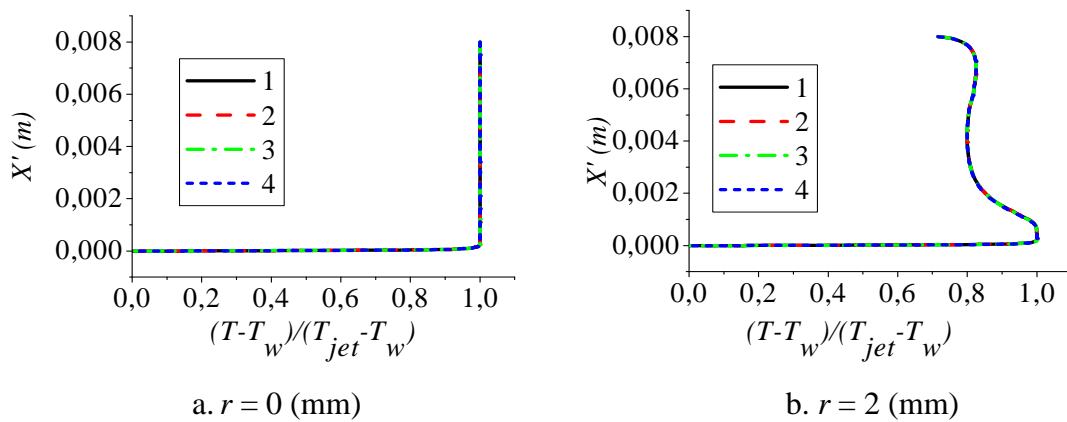 0,008
0,006
0,004
0,002
0,000
X' (m)
1
2
3
4
0,0 0,2 0,4 0,6 0,8 1,0
(T-T_w)/(T_jet-T_w)
a. r = 0 (mm)
0,008
0,006
0,004
0,002
0,000
X' (m)
1
2
3
4
0,0 0,2 0,4 0,6 0,8 1,0
(T-T_w)/(T_jet-T_w)
b. r = 2 (mm)